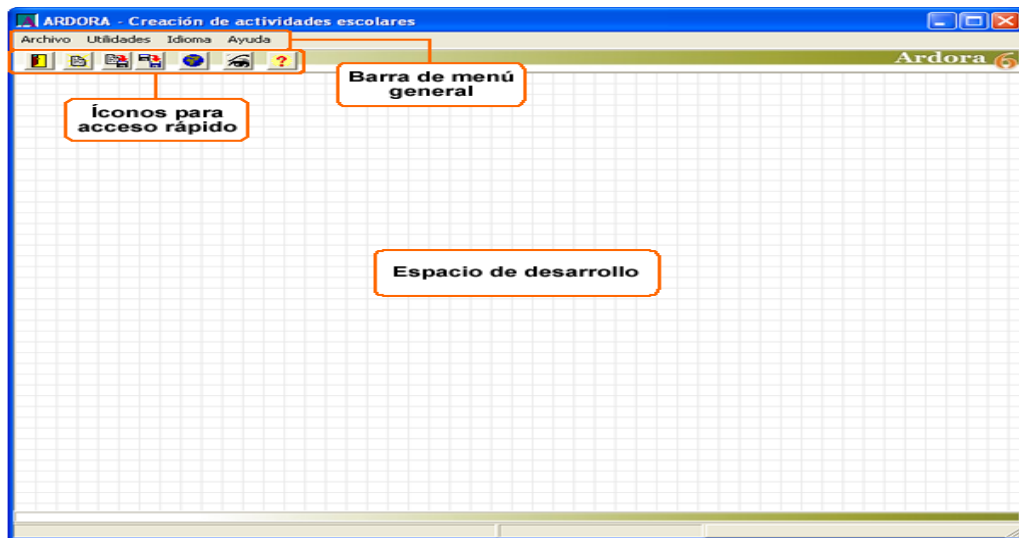 ARDORA - Creación de actividades escolares
Archivo Utilidades Idioma Ayuda
?
Ardora 6
Barra de menú
general
Íconos para
acceso rápido
Espacio de desarrollo